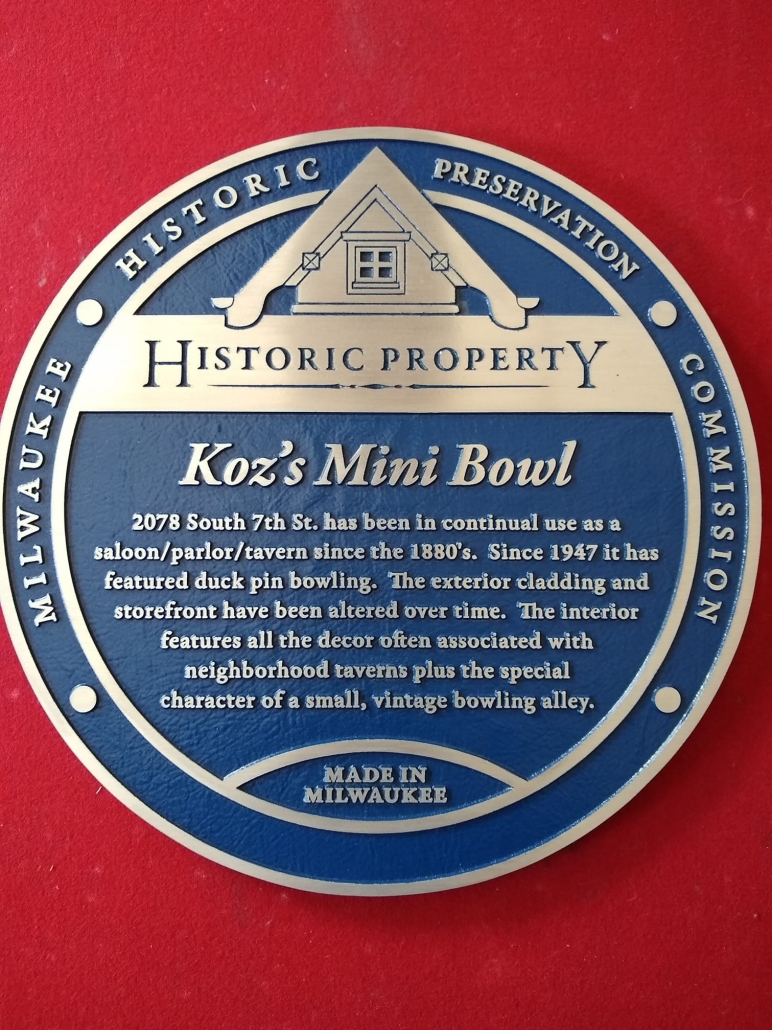 MILWAUKEE HISTORIC PRESERVATION COMMISSION
HISTORIC PROPERTY
Koz's Mini Bowl
2078 South 7th St. has been in continual use as a
saloon/parlor/tavern since the 1880's. Since 1947 it has
featured duck pin bowling. The exterior cladding and
storefront have been altered over time. The interior
features all the decor often associated with
neighborhood taverns plus the special
character of a small, vintage bowling alley.
MADE IN
MILWAUKEE